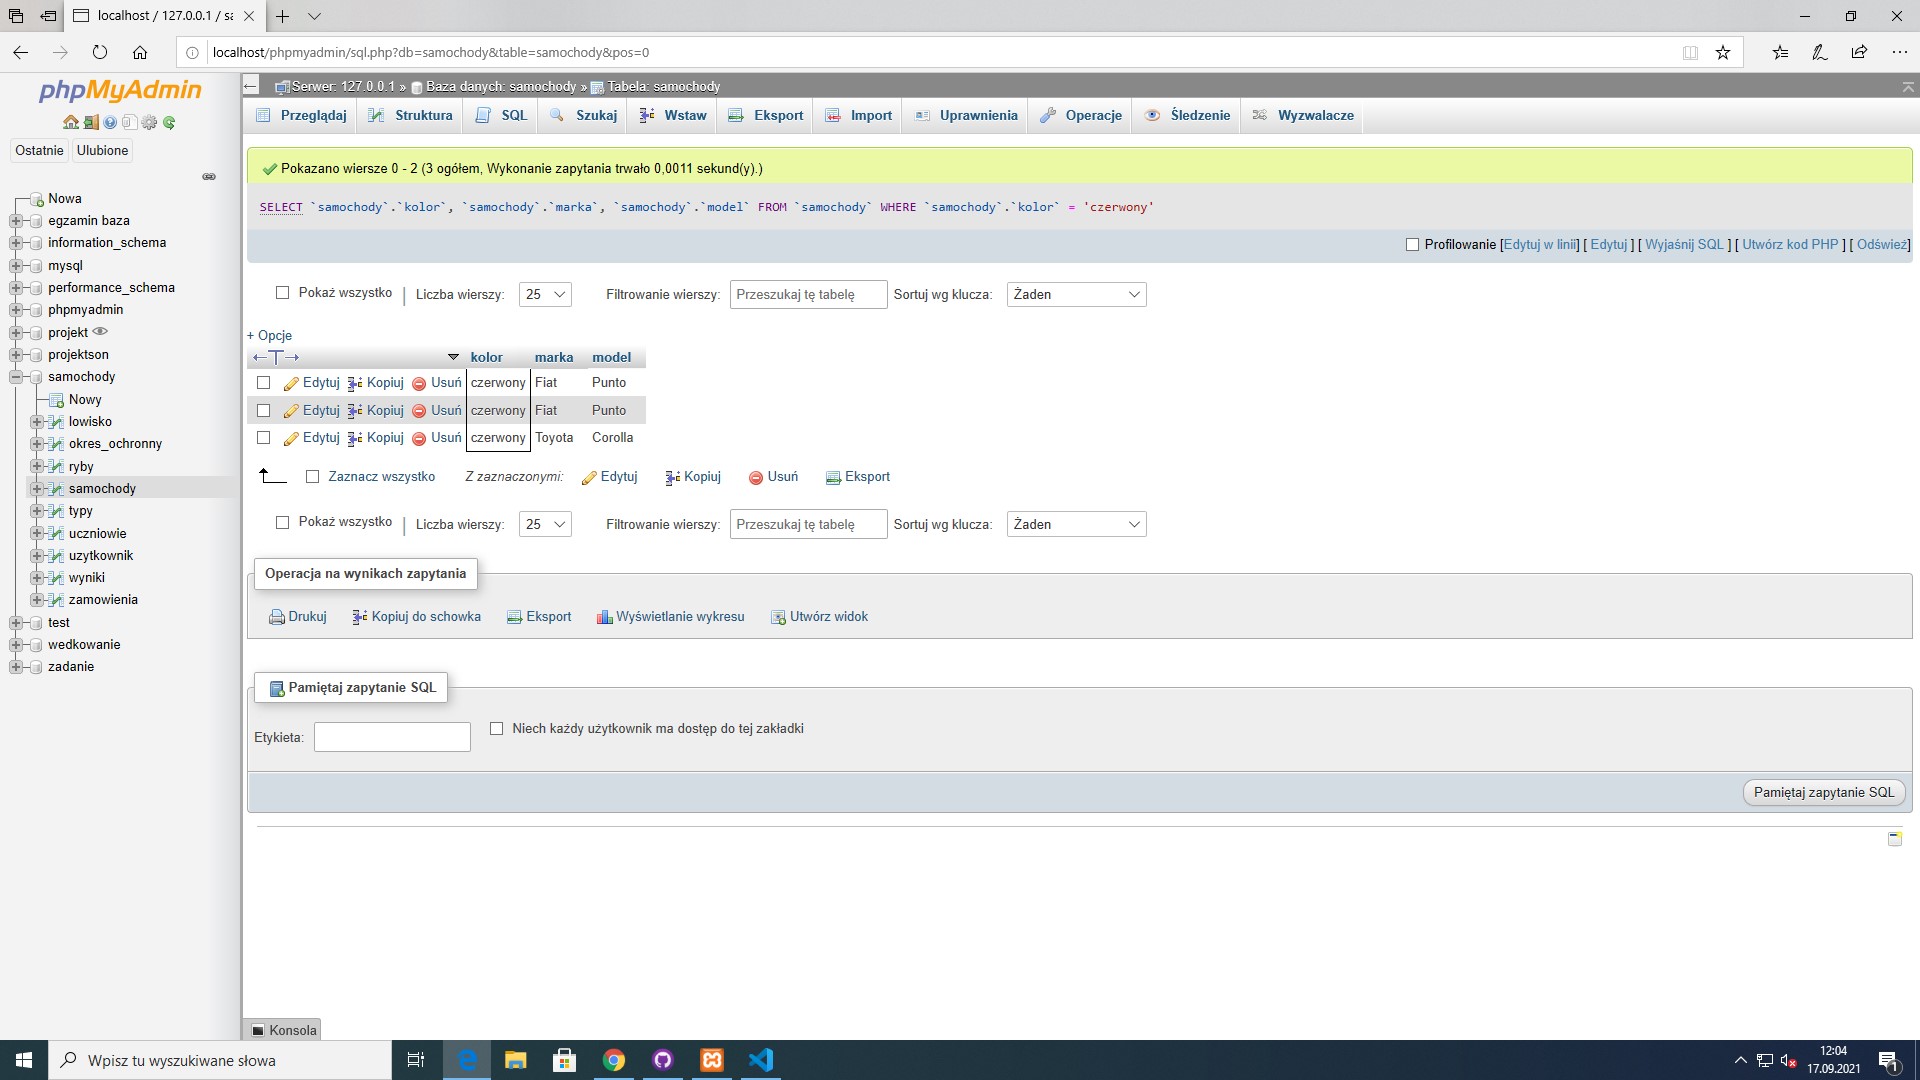 localhost / 127.0.0.1 / sa
localhost/phpmyadmin/sql.php?db=samochody&table=samochody&pos=0
phpMyAdmin
Ostatnie
Ulubione
Nowa
egzamin baza
information_schema
mysql
performance_schema
phpmyadmin
projekt
projektson
samochody
Nowy
lowisko
okres_ochronny
ryby
samochody
typy
uczniowie
uzytkownik
wyniki
zamowienia
test
wedkowanie
zadanie
Serwer: 127.0.0.1 » Baza danych: samochody » Tabela: samochody
Przeglądaj Struktura SQL Szukaj Wstaw Eksport Import Uprawnienia Operacje Śledzenie Wyzwalacze
Pokazano wiersze 0 - 2 (3 ogółem, Wykonanie zapytania trwało 0,0011 sekund(y).)
SELECT `samochody`.`kolor`, `samochody`.`marka`, `samochody`.`model` FROM `samochody` WHERE `samochody`.`kolor` = 'czerwony'
Profilowanie [Edytuj w linii] [ Edytuj ] [ Wyjaśnij SQL ] [ Utwórz kod PHP ] [ Odśwież]
Pokaż wszystko | Liczba wierszy: 25 Filtrowanie wierszy: Przeszukaj tę tabelę Sortuj wg klucza: Żaden
+ Opcje
←T→ kolor marka model
Edytuj Kopiuj Usuń czerwony Fiat Punto
Edytuj Kopiuj Usuń czerwony Fiat Punto
Edytuj Kopiuj Usuń czerwony Toyota Corolla
Zaznacz wszystko Z zaznaczonymi: Edytuj Kopiuj Usuń Eksport
Pokaż wszystko | Liczba wierszy: 25 Filtrowanie wierszy: Przeszukaj tę tabelę Sortuj wg klucza: Żaden
Operacja na wynikach zapytania
Drukuj Kopiuj do schowka Eksport Wyświetlanie wykresu Utwórz widok
Pamiętaj zapytanie SQL
Etykieta: Niech każdy użytkownik ma dostęp do tej zakładki
Pamiętaj zapytanie SQL
Konsola
Wpisz tu wyszukiwane słowa
12:04
17.09.2021
1